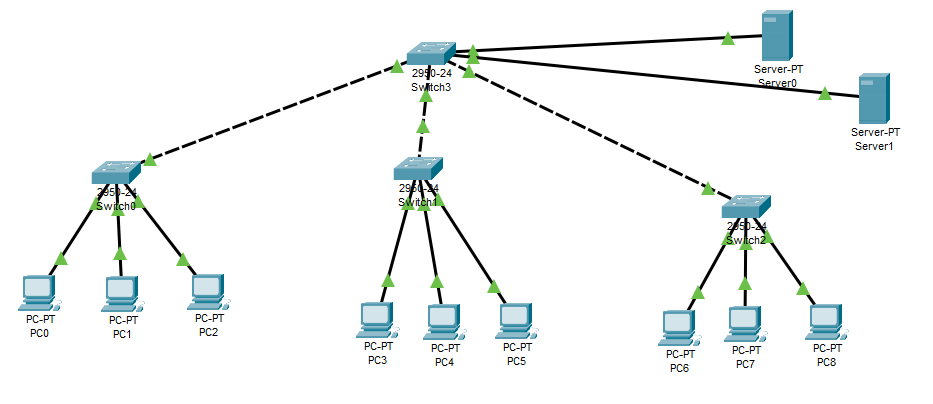 2950-24
Switch3
Server-PT
Server0
Server-PT
Server1
2950-24
Switch0
2950-24
Switch1
2950-24
Switch2
PC-PT
PC0
PC-PT
PC1
PC-PT
PC2
PC-PT
PC3
PC-PT
PC4
PC-PT
PC5
PC-PT
PC6
PC-PT
PC7
PC-PT
PC8